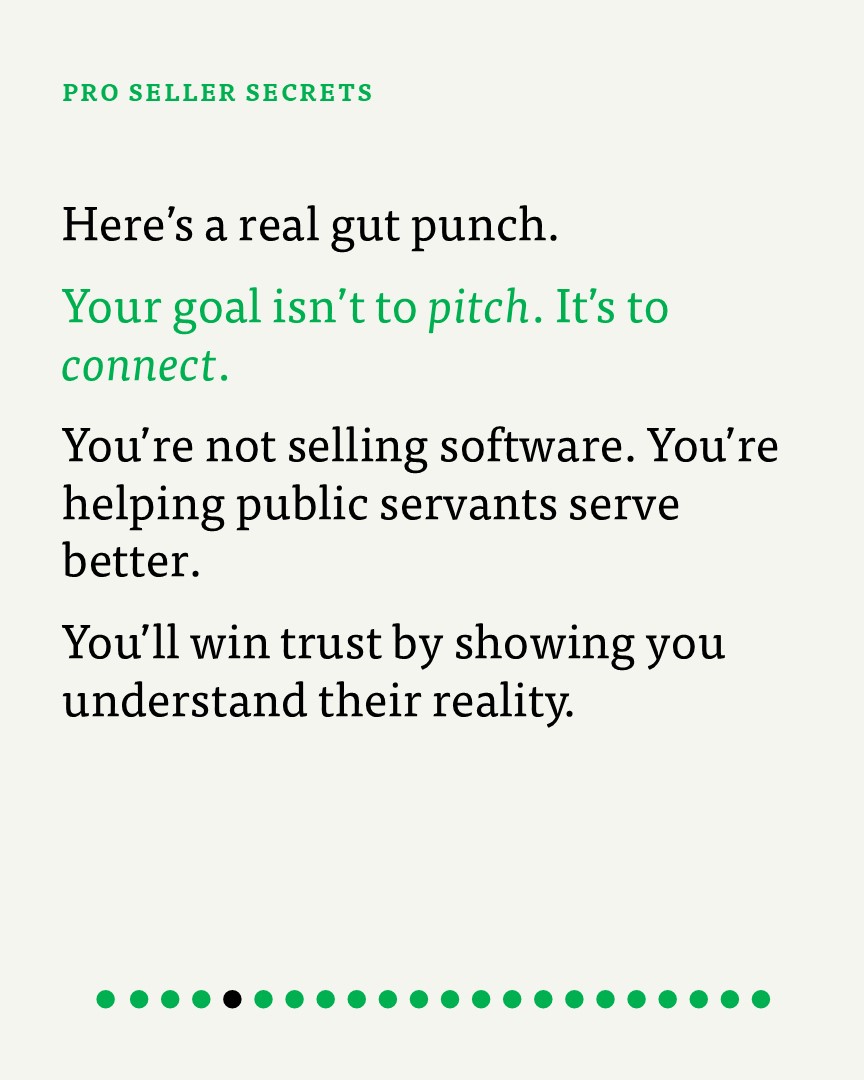 PRO SELLER SECRETS
Here’s a real gut punch.
Your goal isn’t to pitch. It’s to
connect.
You’re not selling software. You’re
helping public servants serve
better.
You’ll win trust by showing you
understand their reality.